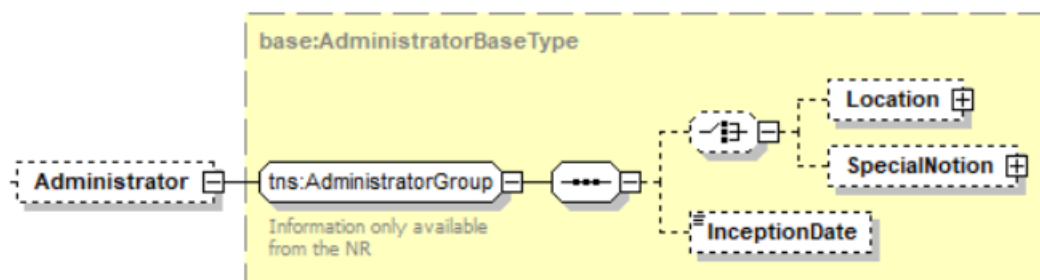 base:AdministratorBaseType
Location
Administrator
tns:AdministratorGroup
SpecialNotion
Information only available
from the NR
InceptionDate